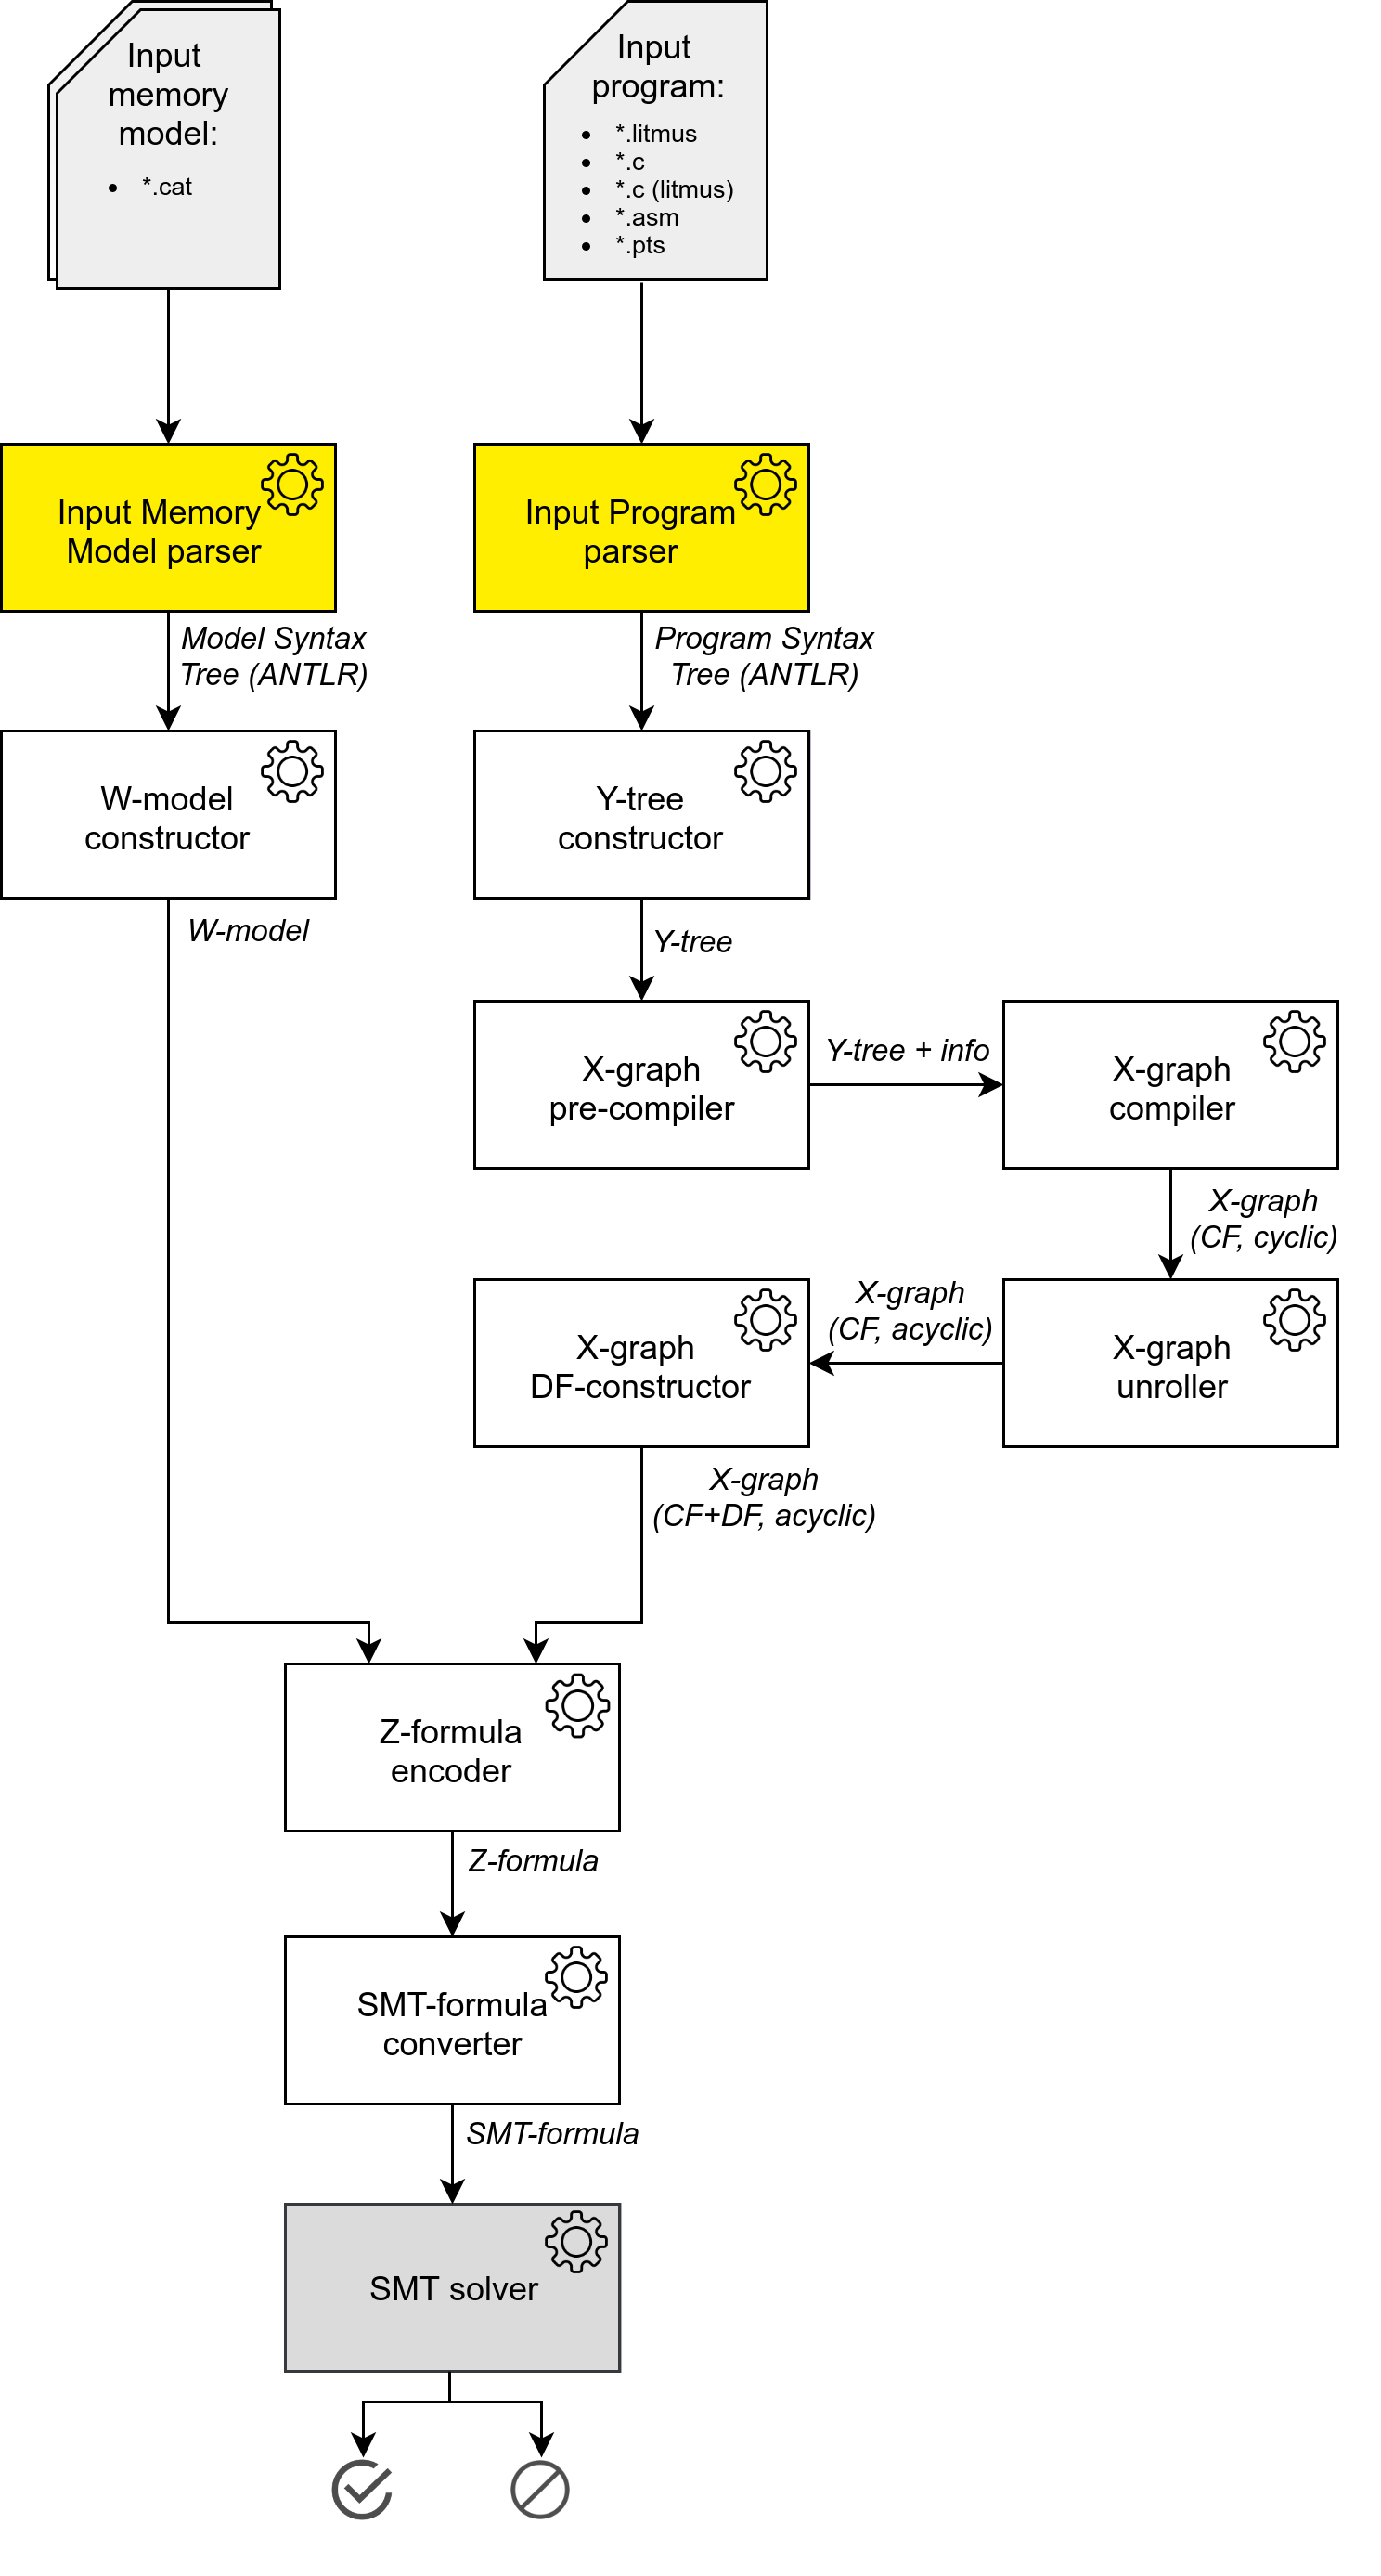 Input
memory
model:
• *.cat
Input
program:
• *.litmus
• *.c
• *.c (litmus)
• *.asm
• *.pts
Input Memory
Model parser
Input Program
parser
Model Syntax
Tree (ANTLR)
Program Syntax
Tree (ANTLR)
W-model
constructor
Y-tree
constructor
W-model
Y-tree
X-graph
pre-compiler
Y-tree + info
X-graph
compiler
X-graph
(CF, cyclic)
X-graph
DF-constructor
X-graph
(CF, acyclic)
X-graph
unroller
X-graph
(CF+DF, acyclic)
Z-formula
encoder
Z-formula
SMT-formula
converter
SMT-formula
SMT solver